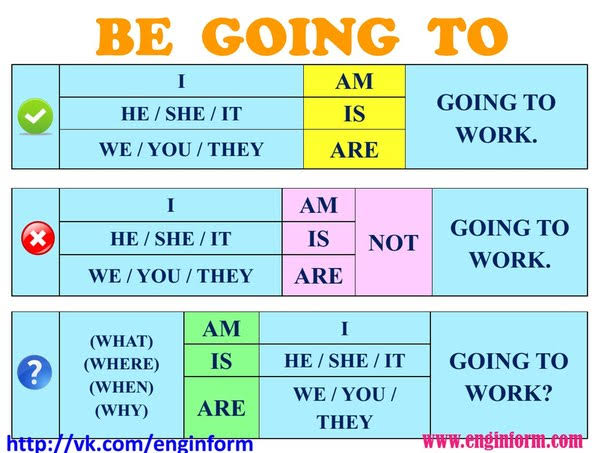 BE GOING TO
I AM
HE / SHE / IT IS
WE / YOU / THEY ARE
GOING TO
WORK.
I AM
HE / SHE / IT IS
WE / YOU / THEY ARE
NOT
GOING TO
WORK.
(WHAT)
(WHERE)
(WHEN)
(WHY)
AM I
IS HE / SHE / IT
ARE WE / YOU /
THEY
GOING TO
WORK?
http://vk.com/enginform
www.enginform.com